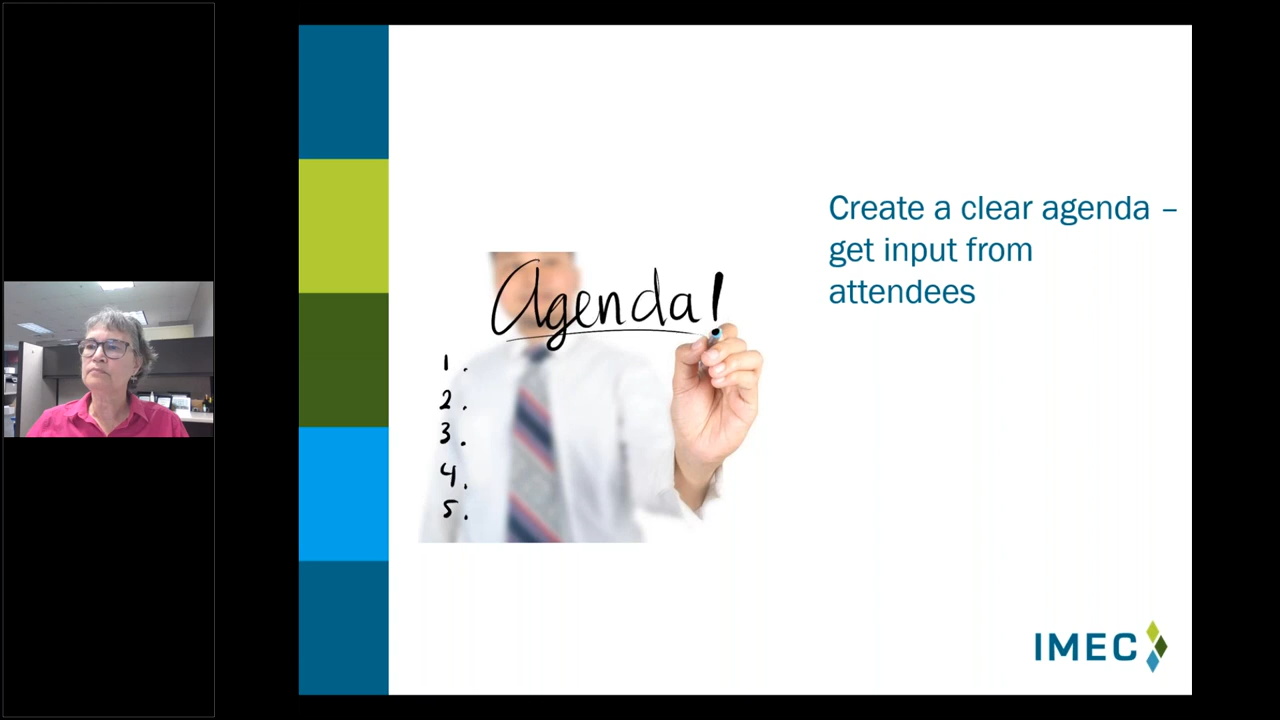 Create a clear agenda –
get input from
attendees
Agenda!
1.
2.
3.
4.
5.
IMEC